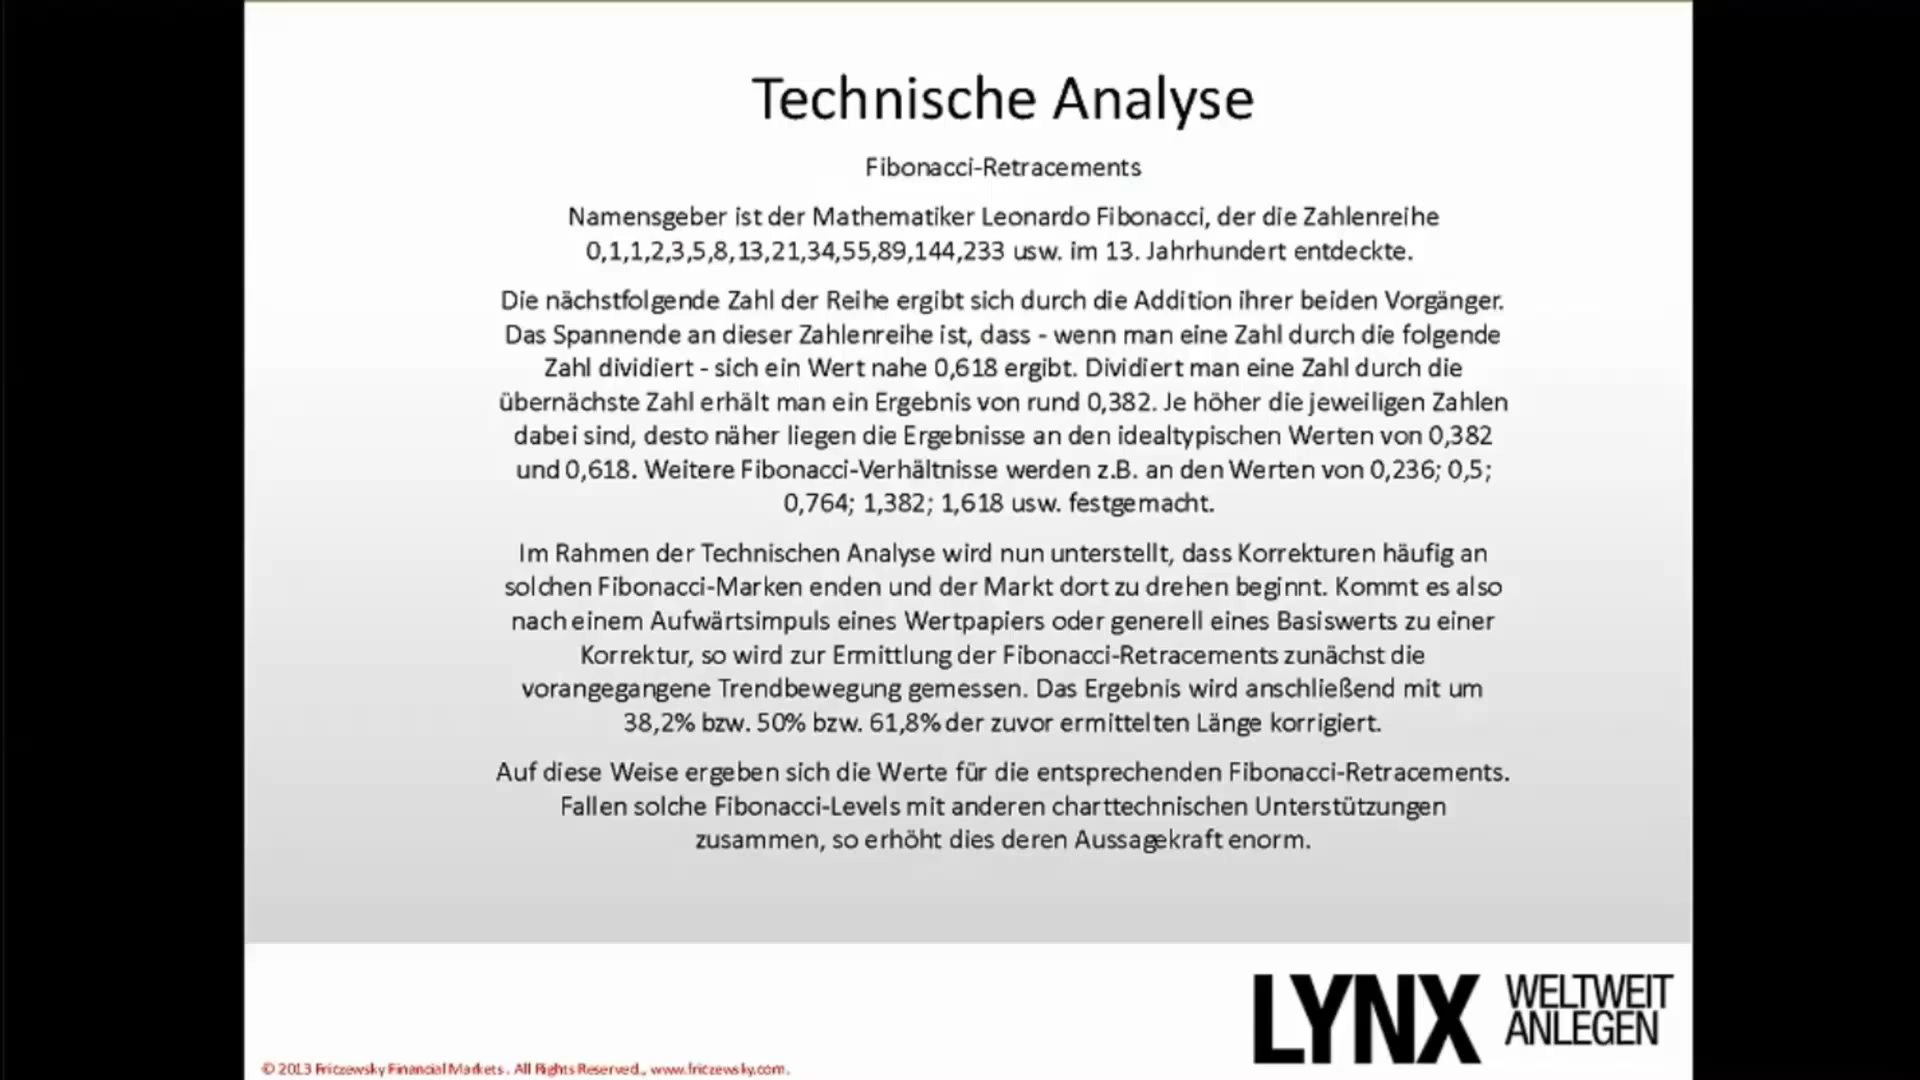 Technische Analyse
Fibonacci-Retracements
Namensgeber ist der Mathematiker Leonardo Fibonacci, der die Zahlenreihe
0,1,1,2,3,5,8,13,21,34,55,89,144,233 usw. im 13. Jahrhundert entdeckte.
Die nächstfolgende Zahl der Reihe ergibt sich durch die Addition ihrer beiden Vorgänger.
Das Spannende an dieser Zahlenreihe ist, dass - wenn man eine Zahl durch die folgende
Zahl dividiert - sich ein Wert nahe 0,618 ergibt. Dividiert man eine Zahl durch die
übernächste Zahl erhält man ein Ergebnis von rund 0,382. Je höher die jeweiligen Zahlen
dabei sind, desto näher liegen die Ergebnisse an den idealtypischen Werten von 0,382
und 0,618. Weitere Fibonacci-Verhältnisse werden z.B. an den Werten von 0,236; 0,5;
0,764; 1,382; 1,618 usw. festgemacht.
Im Rahmen der Technischen Analyse wird nun unterstellt, dass Korrekturen häufig an
solchen Fibonacci-Marken enden und der Markt dort zu drehen beginnt. Kommt es also
nach einem Aufwärtsimpuls eines Wertpapiers oder generell eines Basiswerts zu einer
Korrektur, so wird zur Ermittlung der Fibonacci-Retracements zunächst die
vorangegangene Trendbewegung gemessen. Das Ergebnis wird anschließend mit um
38,2% bzw. 50% bzw. 61,8% der zuvor ermittelten Länge korrigiert.
Auf diese Weise ergeben sich die Werte für die entsprechenden Fibonacci-Retracements.
Fallen solche Fibonacci-Levels mit anderen charttechnischen Unterstützungen
zusammen, so erhöht dies deren Aussagekraft enorm.
LYNX WELTWEIT
ANLEGEN
© 2013 Friczewsky Financial Markets. All Rights Reserved., www.friczewsky.com.